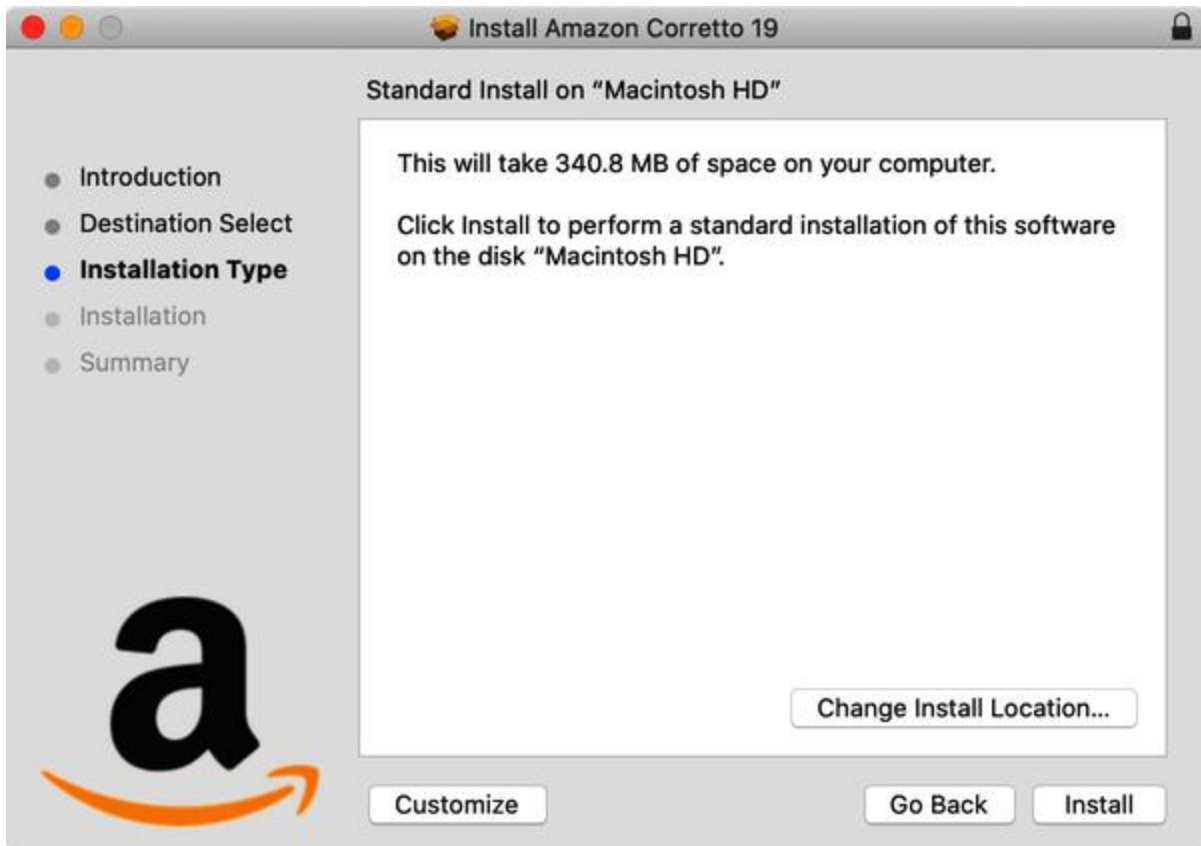 Install Amazon Corretto 19
Standard Install on “Macintosh HD”
Introduction
Destination Select
Installation Type
Installation
Summary
This will take 340.8 MB of space on your computer.
Click Install to perform a standard installation of this software
on the disk “Macintosh HD”.
Change Install Location...
a
Customize
Go Back
Install